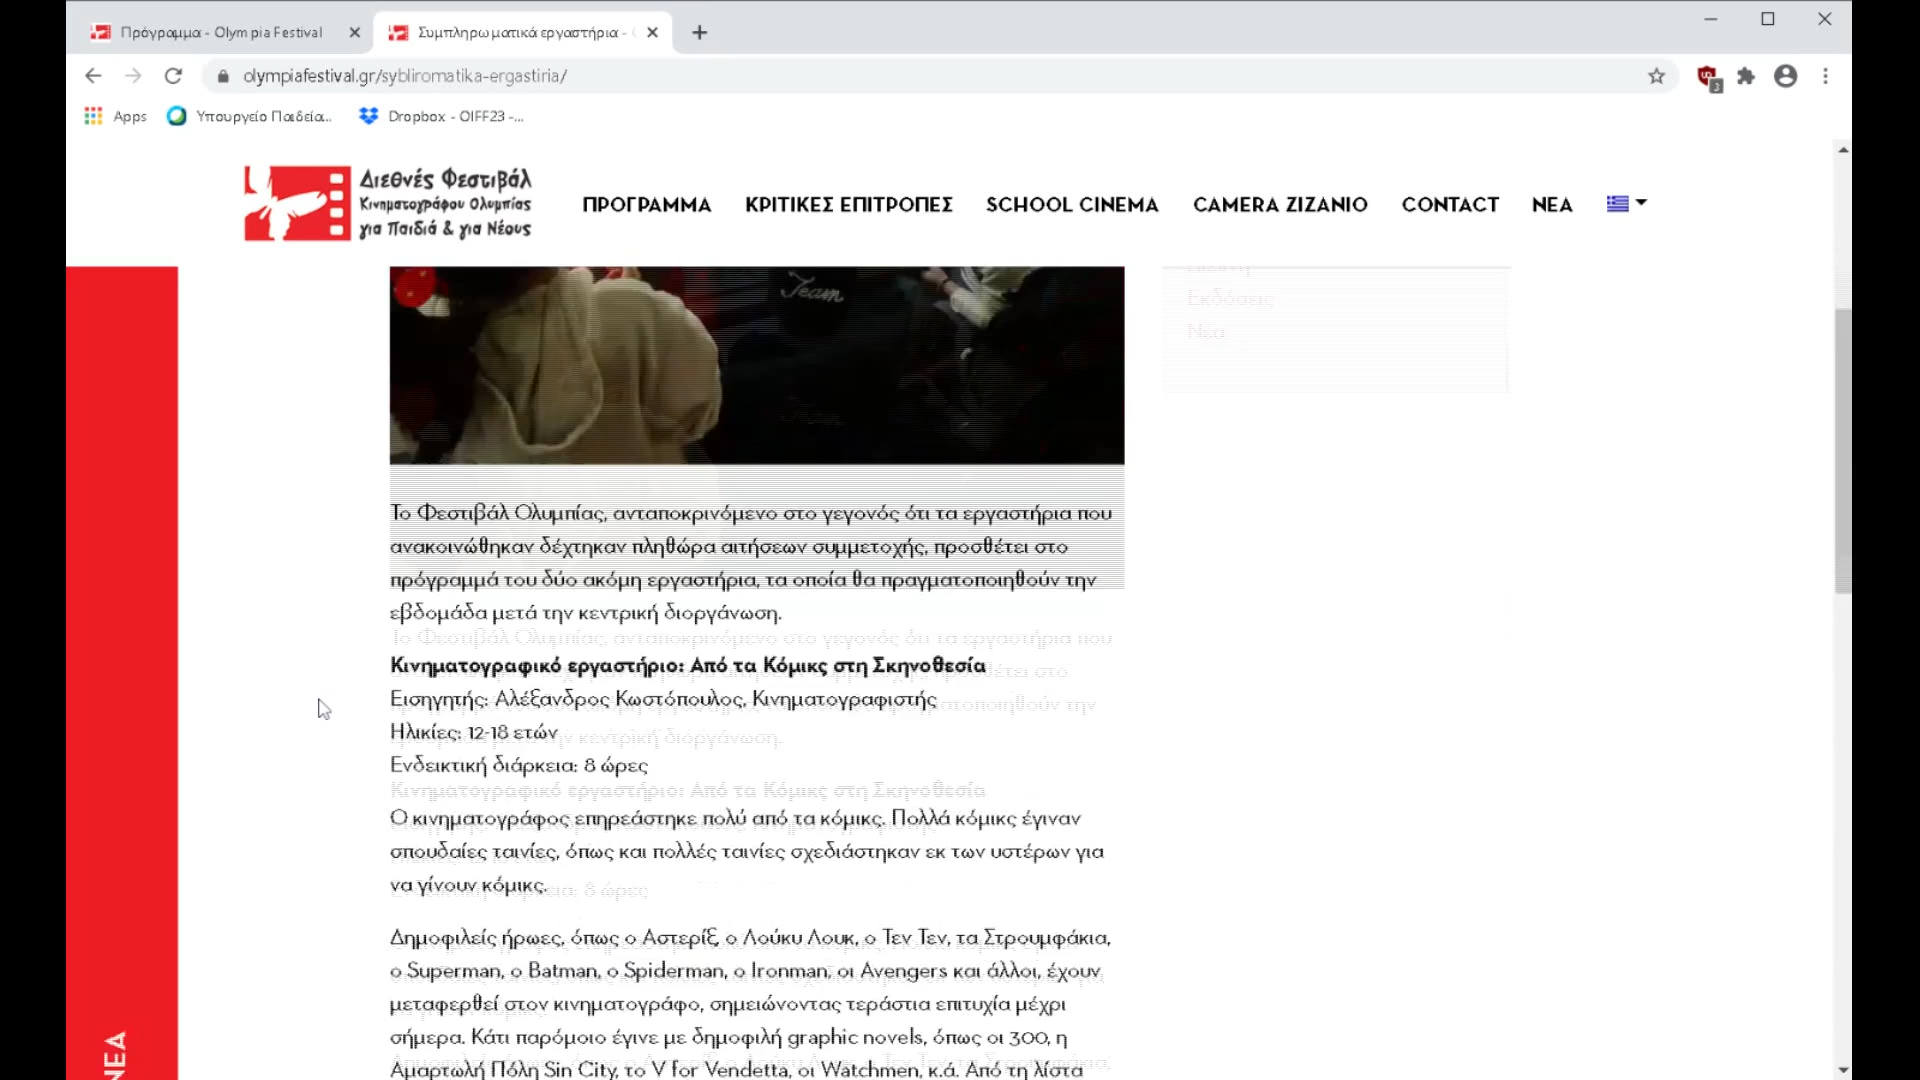 Πρόγραμμα - Olympia Festival
Συμπληρωματικά εργαστήρια -
olympiafestival.gr/sybliromatika-ergastiria/
3
Apps
Υπουργείο Παιδεία...
Dropbox - OIFF23 -...
Διεθνές Φεστιβάλ
Κινηματογράφου Ολυμπίας
για Παιδιά & για Νέους
ΠΡΟΓΡΑΜΜΑ
ΚΡΙΤΙΚΕΣ ΕΠΙΤΡΟΠΕΣ
SCHOOL CINEMA
CAMERA ZIZANIO
CONTACT
ΝΕΑ
Team
Εκδόσεις
Νέα
Το Φεστιβάλ Ολυμπίας, ανταποκρινόμενο στο γεγονός ότι τα εργαστήρια που
ανακοινώθηκαν δέχτηκαν πληθώρα αιτήσεων συμμετοχής, προσθέτει στο
πρόγραμμά του δύο ακόμη εργαστήρια, τα οποία θα πραγματοποιηθούν την
εβδομάδα μετά την κεντρική διοργάνωση.
Κινηματογραφικό εργαστήριο: Από τα Κόμικς στη Σκηνοθεσία
Εισηγητής: Αλέξανδρος Κωστόπουλος, Κινηματογραφιστής
Ηλικίες: 12-18 ετών
Ενδεικτική διάρκεια: 8 ώρες
Ο κινηματογράφος επηρεάστηκε πολύ από τα κόμικς. Πολλά κόμικς έγιναν
σπουδαίες ταινίες, όπως και πολλές ταινίες σχεδιάστηκαν εκ των υστέρων για
να γίνουν κόμικς.
Δημοφιλείς ήρωες, όπως ο Αστερίξ, ο Λούκυ Λουκ, ο Τεν Τεν, τα Στρουμφάκια,
ο Superman, ο Batman, ο Spiderman, ο Ironman, οι Avengers και άλλοι, έχουν
μεταφερθεί στον κινηματογράφο, σημειώνοντας τεράστια επιτυχία μέχρι
σήμερα. Κάτι παρόμοιο έγινε με δημοφιλή graphic novels, όπως οι 300, η
Αμαρτωλή Πόλη Sin City, το V for Vendetta, οι Watchmen, κ.ά. Από τη λίστα
ΝΕΑ